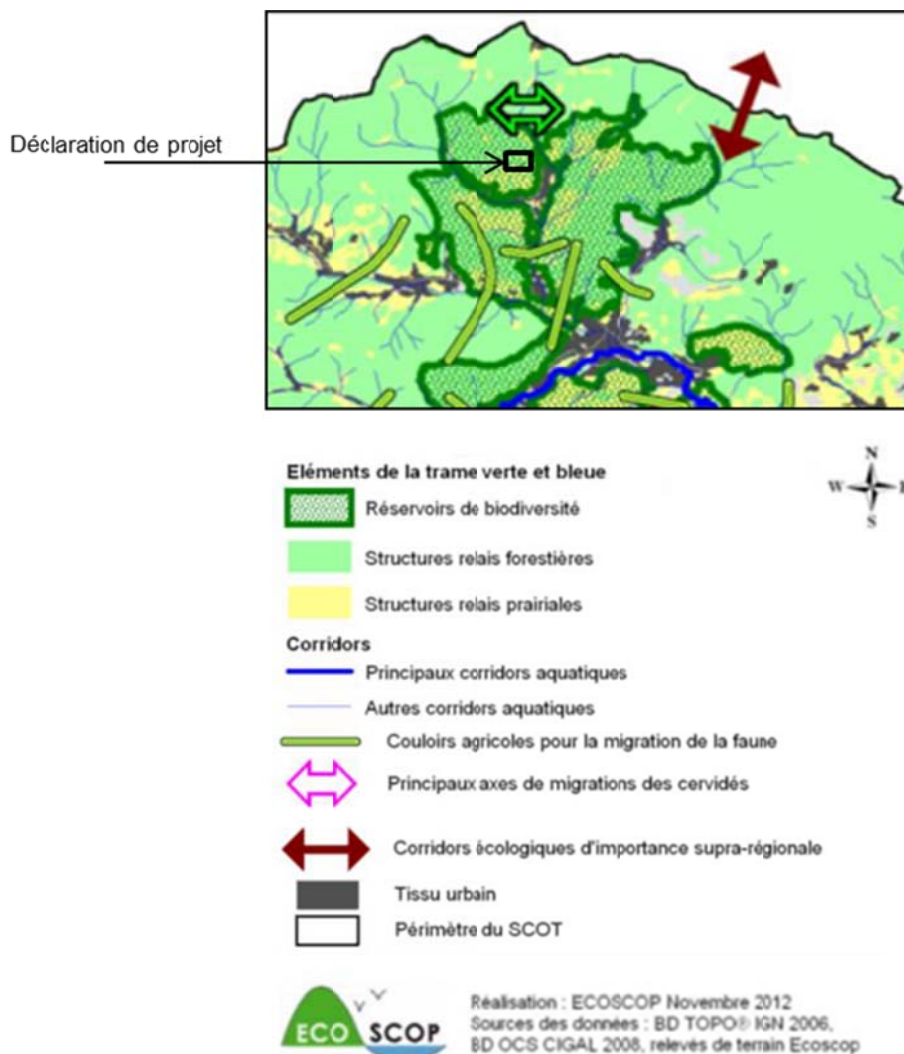 Déclaration de projet
Eléments de la trame verte et bleue
Réservoirs de biodiversité
Structures relais forestières
Structures relais prairiales
Corridors
Principaux corridors aquatiques
Autres corridors aquatiques
Couloirs agricoles pour la migration de la faune
Principaux axes de migrations des cervidés
Corridors écologiques d'importance supra-régionale
Tissu urbain
Périmètre du SCOT
N
W E
S
ECO SCOP
Réalisation : ECOSCOP Novembre 2012
Sources des données : BD TOPO® IGN 2006,
BD OCS CIGAL 2008, relevés de terrain Ecoscop